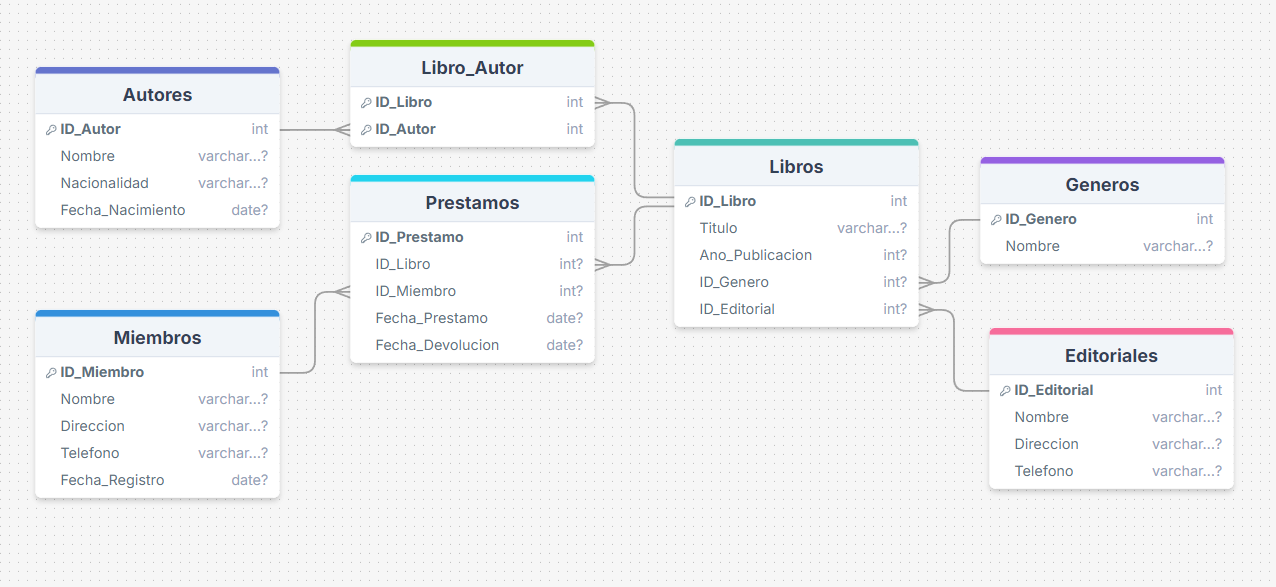 Autores
ID_Autor int
Nombre varchar...?
Nacionalidad varchar...?
Fecha_Nacimiento date?
Libro_Autor
ID_Libro int
ID_Autor int
Prestamos
ID_Prestamo int
ID_Libro int?
ID_Miembro int?
Fecha_Prestamo date?
Fecha_Devolucion date?
Miembros
ID_Miembro int
Nombre varchar...?
Direccion varchar...?
Telefono varchar...?
Fecha_Registro date?
Libros
ID_Libro int
Titulo varchar...?
Ano_Publicacion int?
ID_Genero int?
ID_Editorial int?
Generos
ID_Genero int
Nombre varchar...?
Editoriales
ID_Editorial int
Nombre varchar...?
Direccion varchar...?
Telefono varchar...?